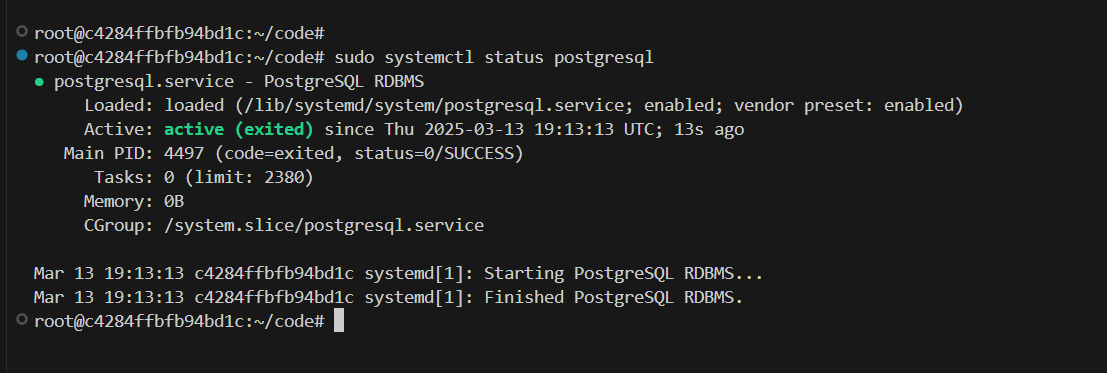 root@c4284ffbfb94bd1c:~/code#
root@c4284ffbfb94bd1c:~/code# sudo systemctl status postgresql
● postgresql.service - PostgreSQL RDBMS
Loaded: loaded (/lib/systemd/system/postgresql.service; enabled; vendor preset: enabled)
Active: active (exited) since Thu 2025-03-13 19:13:13 UTC; 13s ago
Main PID: 4497 (code=exited, status=0/SUCCESS)
Tasks: 0 (limit: 2380)
Memory: 0B
CGroup: /system.slice/postgresql.service
Mar 13 19:13:13 c4284ffbfb94bd1c systemd[1]: Starting PostgreSQL RDBMS...
Mar 13 19:13:13 c4284ffbfb94bd1c systemd[1]: Finished PostgreSQL RDBMS.
root@c4284ffbfb94bd1c:~/code#